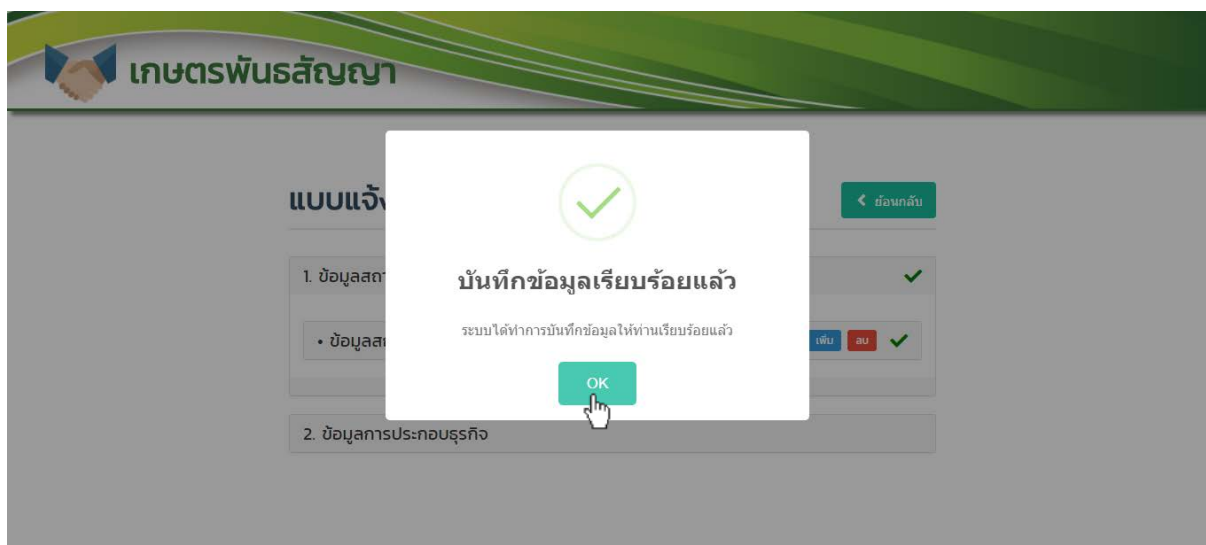 เกษตรพันธสัญญา
แบบแจ้ง
ย้อนกลับ
1. ข้อมูลสถา
บันทึกข้อมูลเรียบร้อยแล้ว
• ข้อมูลสถ
ระบบได้ทำการบันทึกข้อมูลให้ท่านเรียบร้อยแล้ว
เพิ่ม ลบ
OK
2. ข้อมูลการประกอบธุรกิจ